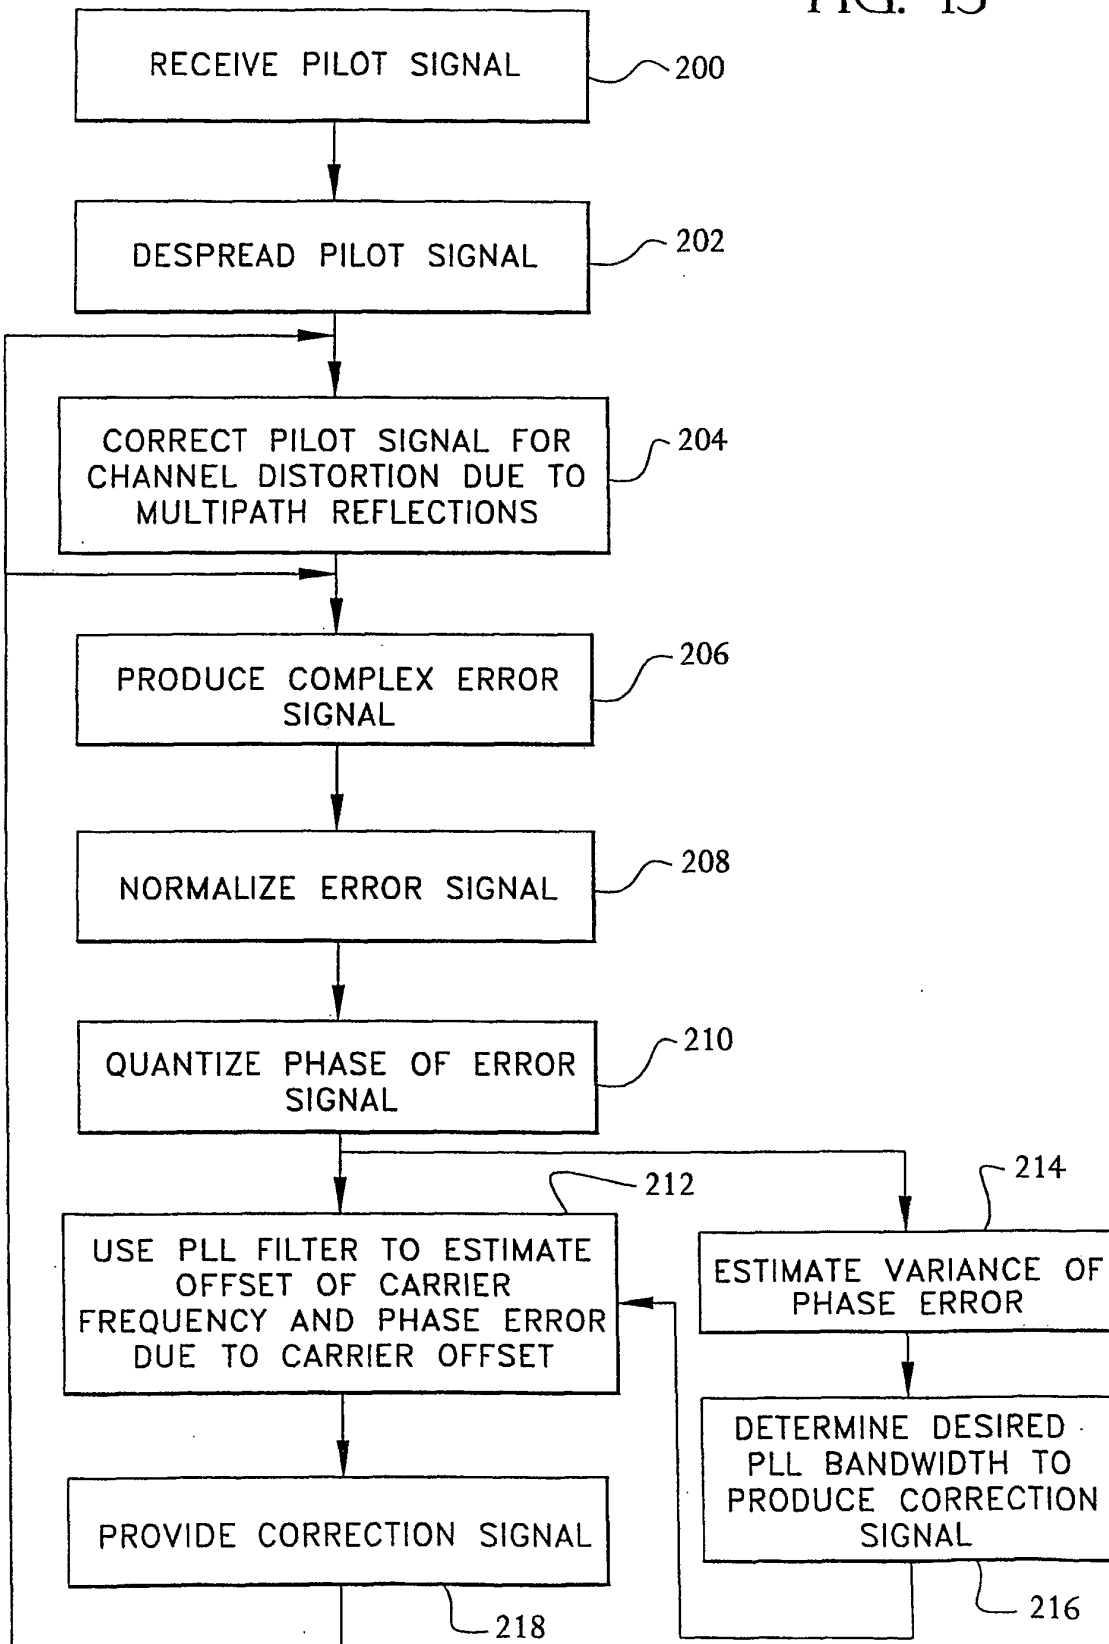 FIG. 13
RECEIVE PILOT SIGNAL
200
DESPREAD PILOT SIGNAL
202
CORRECT PILOT SIGNAL FOR
CHANNEL DISTORTION DUE TO
MULTIPATH REFLECTIONS
204
PRODUCE COMPLEX ERROR
SIGNAL
206
NORMALIZE ERROR SIGNAL
208
QUANTIZE PHASE OF ERROR
SIGNAL
210
USE PLL FILTER TO ESTIMATE
OFFSET OF CARRIER
FREQUENCY AND PHASE ERROR
DUE TO CARRIER OFFSET
212
ESTIMATE VARIANCE OF
PHASE ERROR
214
DETERMINE DESIRED
PLL BANDWIDTH TO
PRODUCE CORRECTION
SIGNAL
216
PROVIDE CORRECTION SIGNAL
218